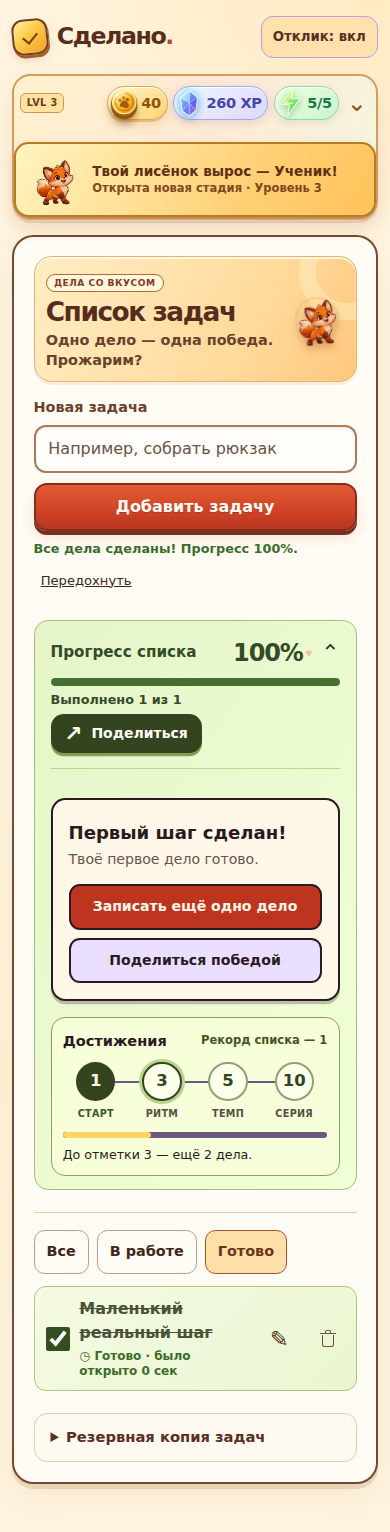 Сделано.
Отклик: вкл
LVL 3
40
260 XP
5/5
Твой лисёнок вырос — Ученик!
Открыта новая стадия · Уровень 3
ДЕЛА СО ВКУСОМ
Список задач
Одно дело — одна победа.
Прожарим?
Новая задача
Например, собрать рюкзак
Добавить задачу
Все дела сделаны! Прогресс 100%.
Передохнуть
Прогресс списка
100%
Выполнено 1 из 1
Поделиться
Первый шаг сделан!
Твоё первое дело готово.
Записать ещё одно дело
Поделиться победой
Достижения
Рекорд списка — 1
1
3
5
10
СТАРТ
РИТМ
ТЕМП
СЕРИЯ
До отметки 3 — ещё 2 дела.
Все
В работе
Готово
Маленький
реальный шаг
Готово · было
открыто 0 сек
Резервная копия задач